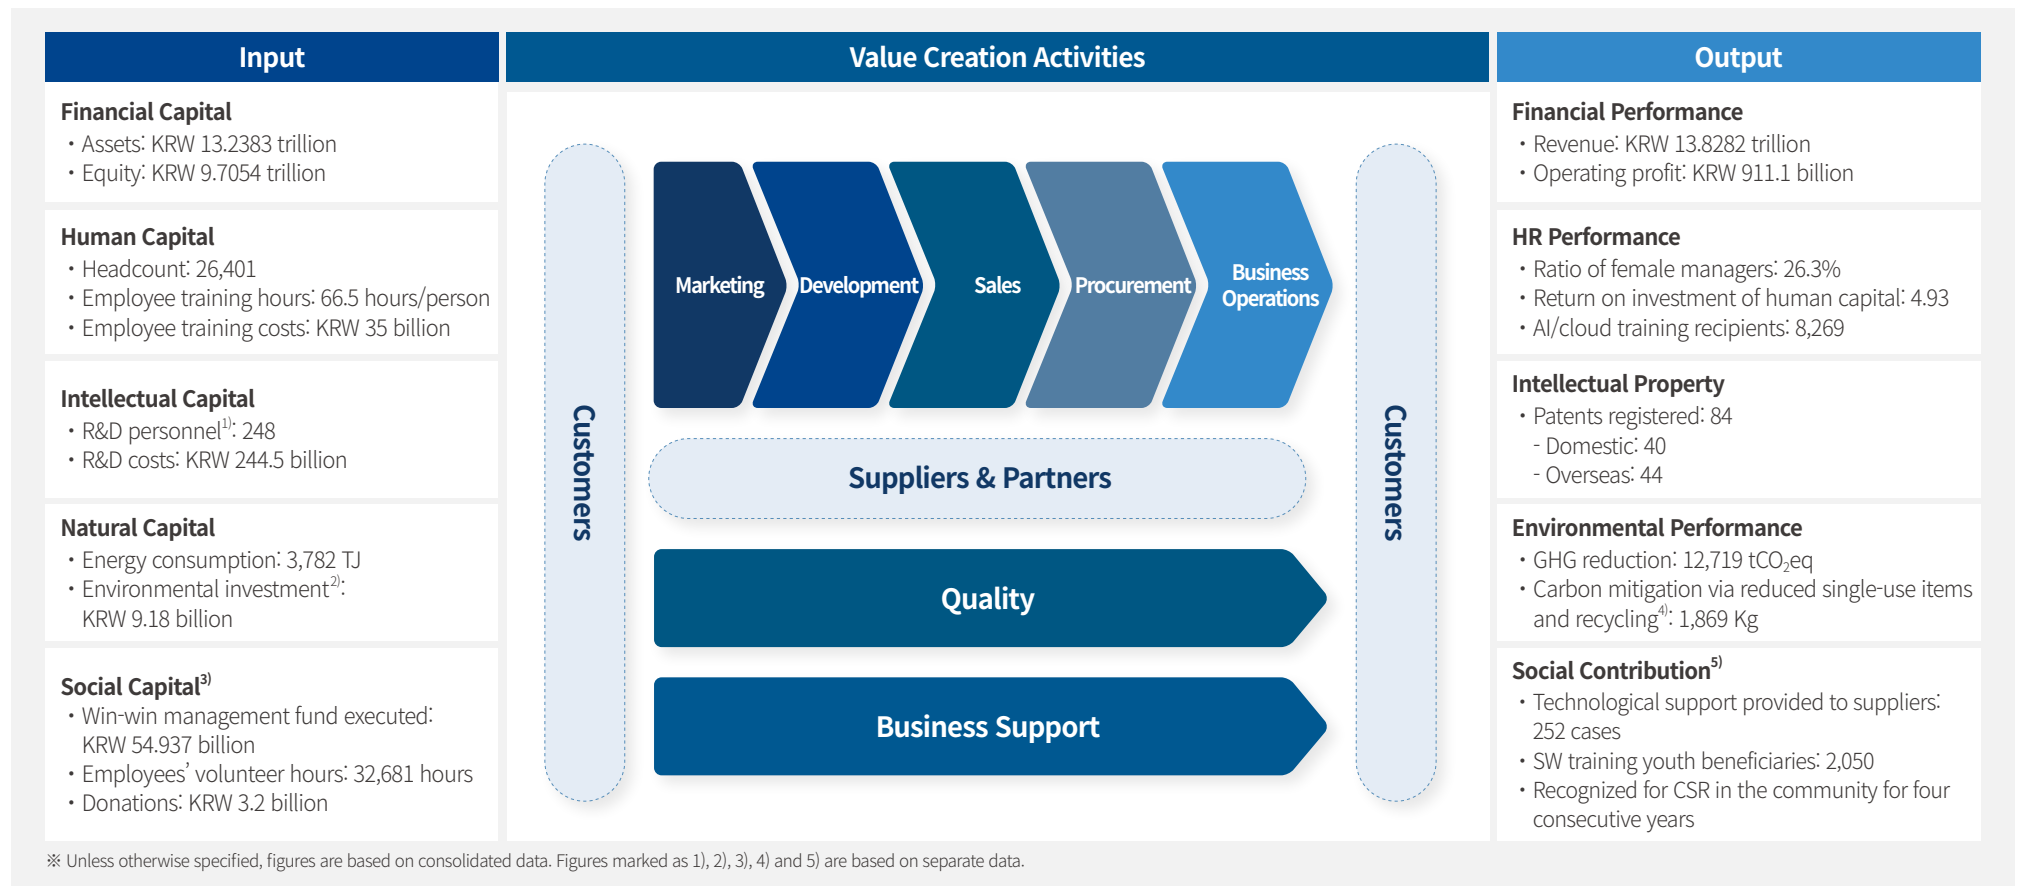 Input
Financial Capital
• Assets: KRW 13.2383 trillion
• Equity: KRW 9.7054 trillion
Human Capital
• Headcount: 26,401
• Employee training hours: 66.5 hours/person
• Employee training costs: KRW 35 billion
Intellectual Capital
• R&D personnel1): 248
• R&D costs: KRW 244.5 billion
Natural Capital
• Energy consumption: 3,782 TJ
• Environmental investment2):
KRW 9.18 billion
Social Capital3)
• Win-win management fund executed:
KRW 54.937 billion
• Employees’ volunteer hours: 32,681 hours
• Donations: KRW 3.2 billion
Value Creation Activities
Customers
Marketing
Development
Sales
Procurement
Business
Operations
Suppliers & Partners
Quality
Business Support
Customers
Output
Financial Performance
• Revenue: KRW 13.8282 trillion
• Operating profit: KRW 911.1 billion
HR Performance
• Ratio of female managers: 26.3%
• Return on investment of human capital: 4.93
• AI/cloud training recipients: 8,269
Intellectual Property
• Patents registered: 84
- Domestic: 40
- Overseas: 44
Environmental Performance
• GHG reduction: 12,719 tCO2eq
• Carbon mitigation via reduced single-use items
and recycling4): 1,869 Kg
Social Contribution5)
• Technological support provided to suppliers:
252 cases
• SW training youth beneficiaries: 2,050
• Recognized for CSR in the community for four
consecutive years
※ Unless otherwise specified, figures are based on consolidated data. Figures marked as 1), 2), 3), 4) and 5) are based on separate data.